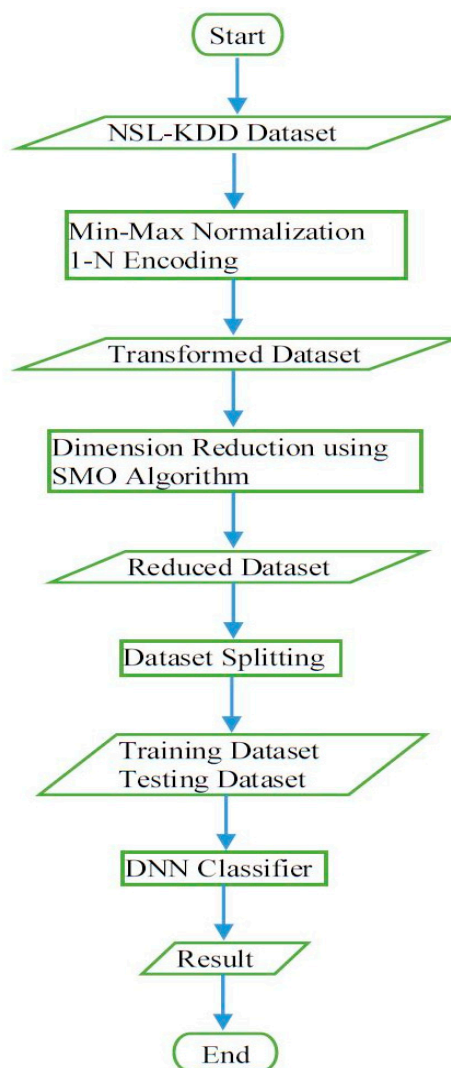 Start
NSL-KDD Dataset
Min-Max Normalization
1-N Encoding
Transformed Dataset
Dimension Reduction using
SMO Algorithm
Reduced Dataset
Dataset Splitting
Training Dataset
Testing Dataset
DNN Classifier
Result
End